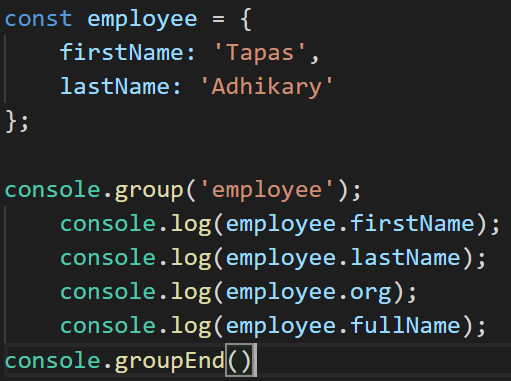 const employee = {
    firstName: 'Tapas',
    lastName: 'Adhikary'
};
console.group('employee');
    console.log(employee.firstName);
    console.log(employee.lastName);
    console.log(employee.org);
    console.log(employee.fullName);
console.groupEnd()